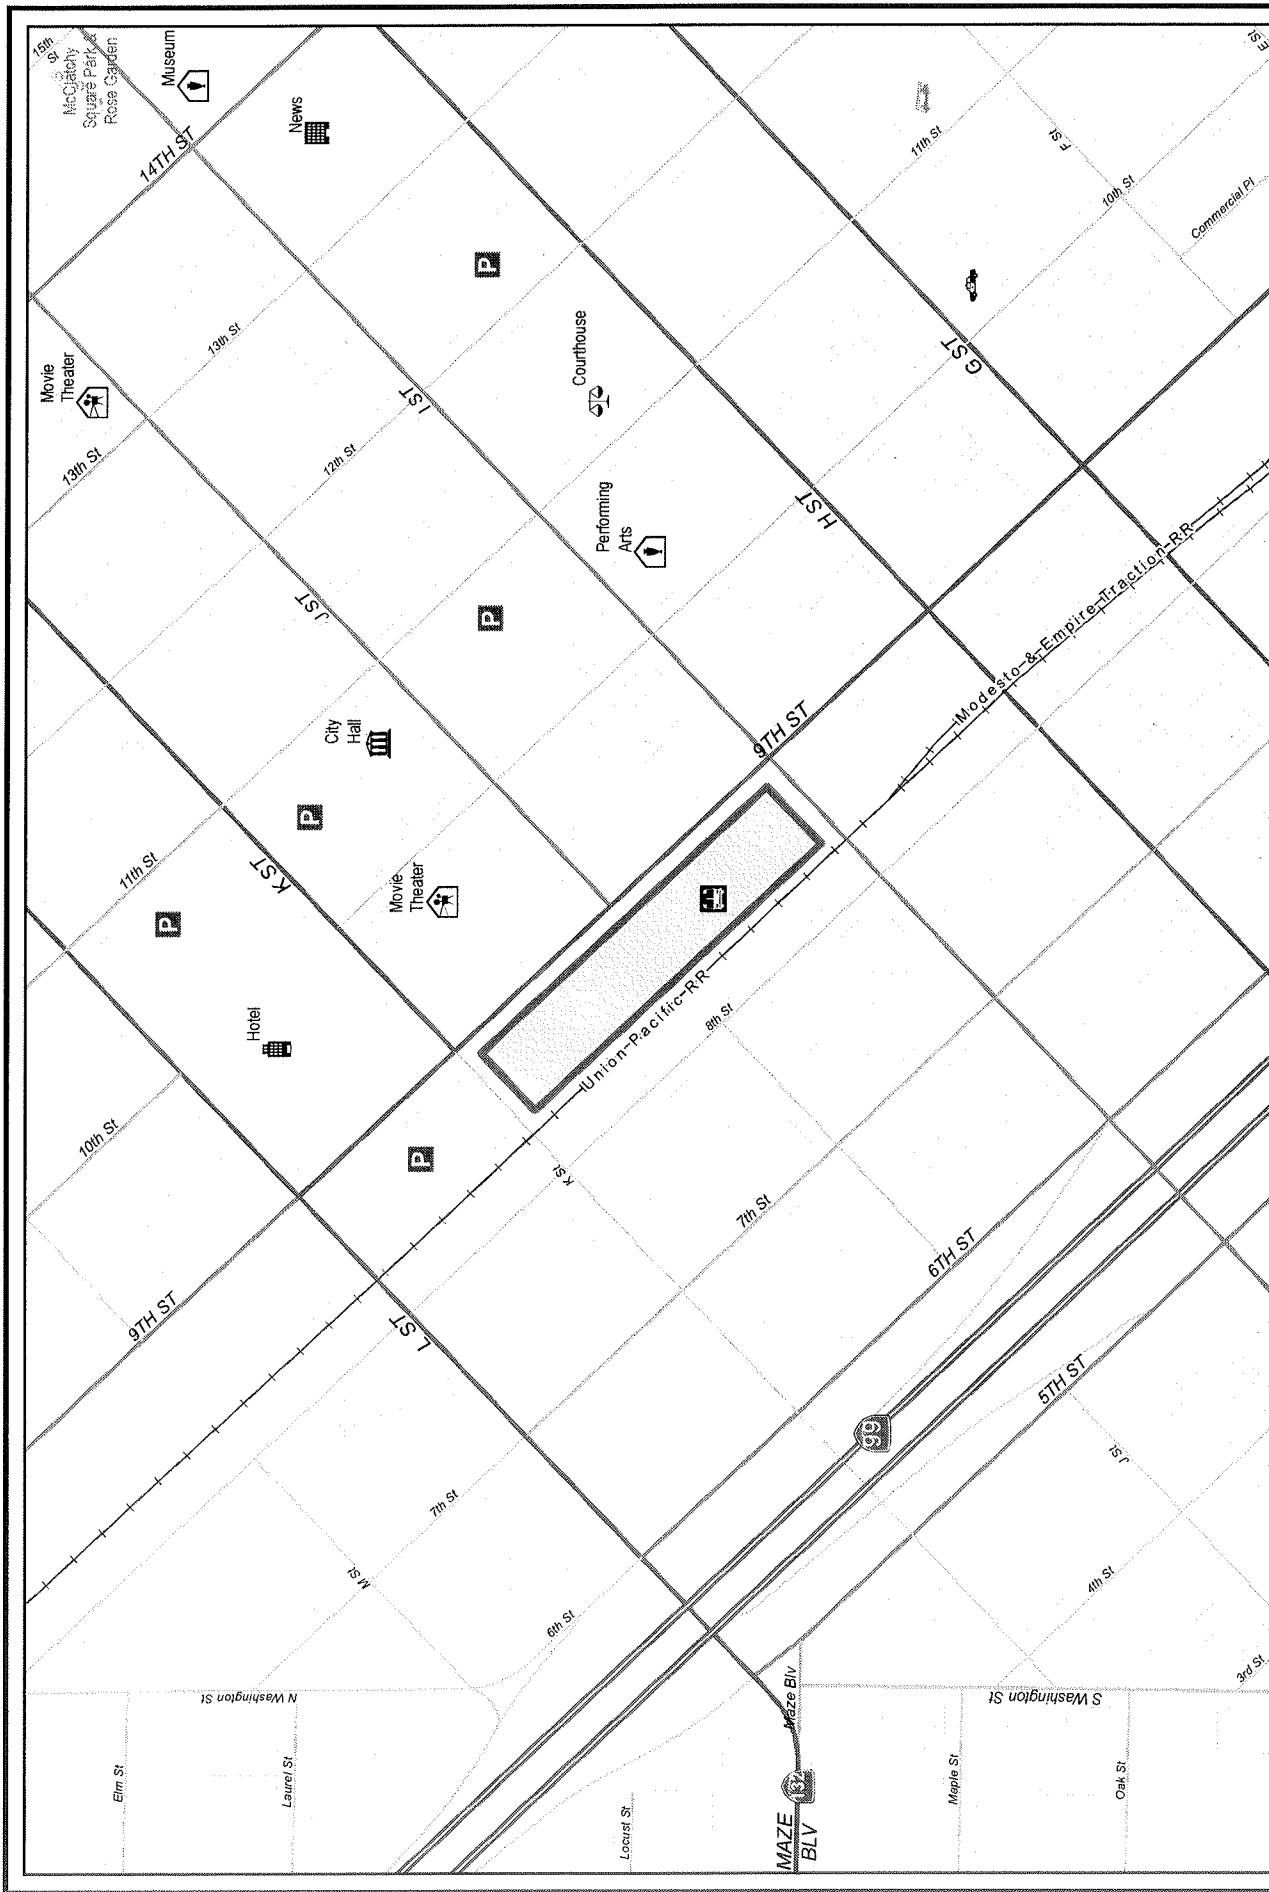 15th
St
McClatchy
Square Park &
Rose Garden
Museum
14TH ST
News
P
11th St
F St
E St
10th St
Commercial Pl
Movie
Theater
13th St
13th St
I ST
Courthouse
G ST
12th St
J ST
P
Performing
Arts
H ST
Modesto & Empire Traction RR
City
Hall
9TH ST
P
11th St
K ST
Movie
Theater
P
Hotel
Union Pacific RR
8th St
10th St
P
K St
7th St
6TH ST
9TH ST
L ST
5TH ST
99
J St
7th St
M St
6th St
4th St
N Washington St
Maze Blv
S Washington St
3rd St
Elm St
Laurel St
Locust St
132
MAZE
BLV
Maple St
Oak St